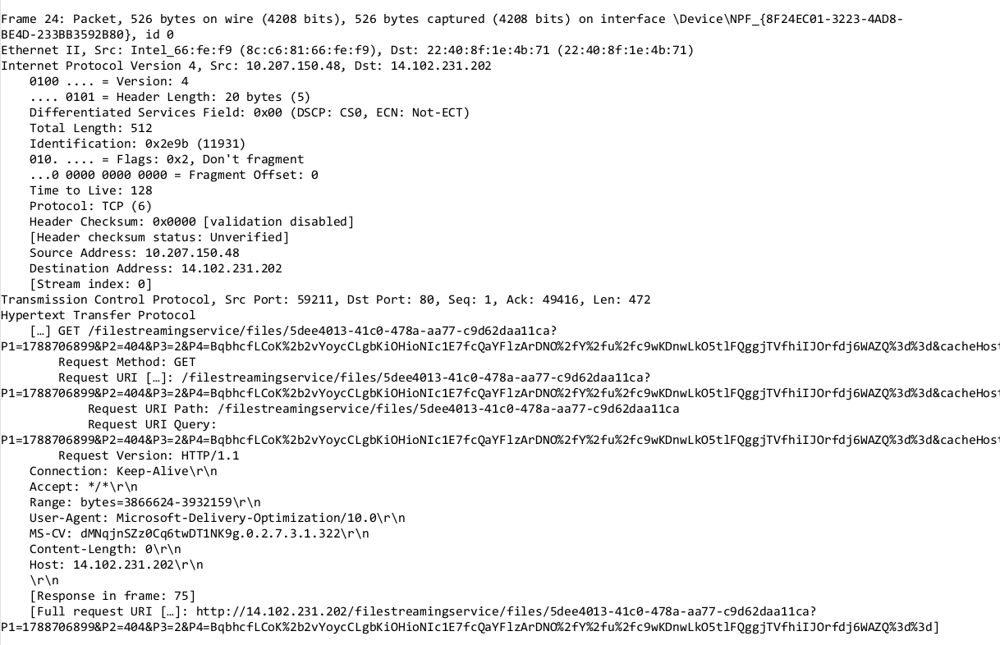 Frame 24: Packet, 526 bytes on wire (4208 bits), 526 bytes captured (4208 bits) on interface \Device\NPF_{8F24EC01-3223-4AD8-
BE4D-233BB3592B80}, id 0
Ethernet II, Src: Intel_66:fe:f9 (8c:c6:81:66:fe:f9), Dst: 22:40:8f:1e:4b:71 (22:40:8f:1e:4b:71)
Internet Protocol Version 4, Src: 10.207.150.48, Dst: 14.102.231.202
0100 .... = Version: 4
.... 0101 = Header Length: 20 bytes (5)
Differentiated Services Field: 0x00 (DSCP: CS0, ECN: Not-ECT)
Total Length: 512
Identification: 0x2e9b (11931)
010. .... = Flags: 0x2, Don't fragment
...0 0000 0000 0000 = Fragment Offset: 0
Time to Live: 128
Protocol: TCP (6)
Header Checksum: 0x0000 [validation disabled]
[Header checksum status: Unverified]
Source Address: 10.207.150.48
Destination Address: 14.102.231.202
[Stream index: 0]
Transmission Control Protocol, Src Port: 59211, Dst Port: 80, Seq: 1, Ack: 49416, Len: 472
Hypertext Transfer Protocol
[…] GET /filestreamingservice/files/5dee4013-41c0-478a-aa77-c9d62daa11ca?
P1=1788706899&P2=404&P3=2&P4=BqbhcfLCoK%2b2vYoycCLgbKiOHioNIc1E7fcQaYFlzArDNO%2fY%2fu%2fc9wKDnwLkO5tlFQggjTVfhiIJOrfdj6WAZQ%3d%3d&cacheHost
Request Method: GET
Request URI […]: /filestreamingservice/files/5dee4013-41c0-478a-aa77-c9d62daa11ca?
P1=1788706899&P2=404&P3=2&P4=BqbhcfLCoK%2b2vYoycCLgbKiOHioNIc1E7fcQaYFlzArDNO%2fY%2fu%2fc9wKDnwLkO5tlFQggjTVfhiIJOrfdj6WAZQ%3d%3d&cacheHost
Request URI Path: /filestreamingservice/files/5dee4013-41c0-478a-aa77-c9d62daa11ca
Request URI Query:
P1=1788706899&P2=404&P3=2&P4=BqbhcfLCoK%2b2vYoycCLgbKiOHioNIc1E7fcQaYFlzArDNO%2fY%2fu%2fc9wKDnwLkO5tlFQggjTVfhiIJOrfdj6WAZQ%3d%3d&cacheHost
Request Version: HTTP/1.1
Connection: Keep-Alive\r\n
Accept: */*\r\n
Range: bytes=3866624-3932159\r\n
User-Agent: Microsoft-Delivery-Optimization/10.0\r\n
MS-CV: dMNqjnSZz0Cq6twDT1NK9g.0.2.7.3.1.322\r\n
Content-Length: 0\r\n
Host: 14.102.231.202\r\n
\r\n
[Response in frame: 75]
[Full request URI […]: http://14.102.231.202/filestreamingservice/files/5dee4013-41c0-478a-aa77-c9d62daa11ca?
P1=1788706899&P2=404&P3=2&P4=BqbhcfLCoK%2b2vYoycCLgbKiOHioNIc1E7fcQaYFlzArDNO%2fY%2fu%2fc9wKDnwLkO5tlFQggjTVfhiIJOrfdj6WAZQ%3d%3d]